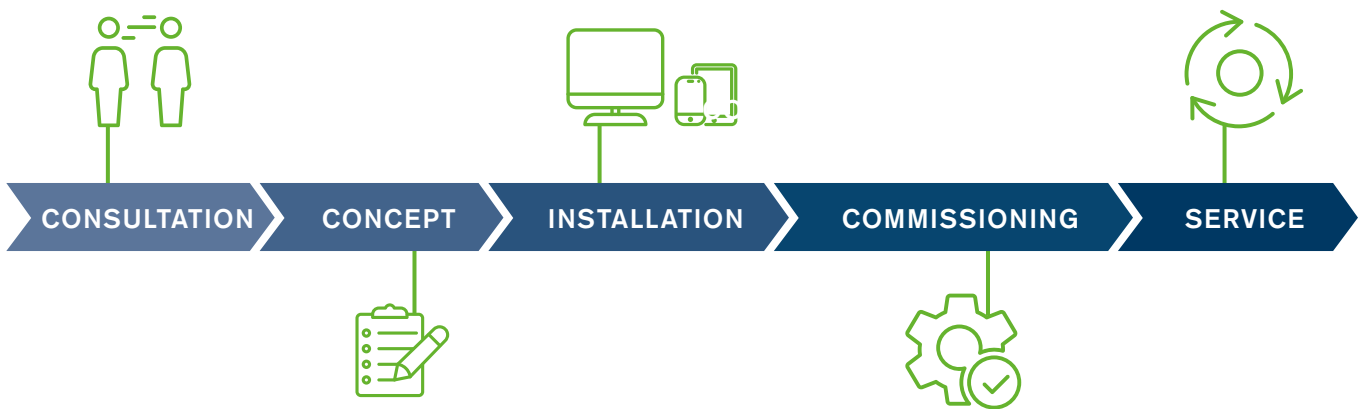 CONSULTATION
CONCEPT
INSTALLATION
COMMISSIONING
SERVICE